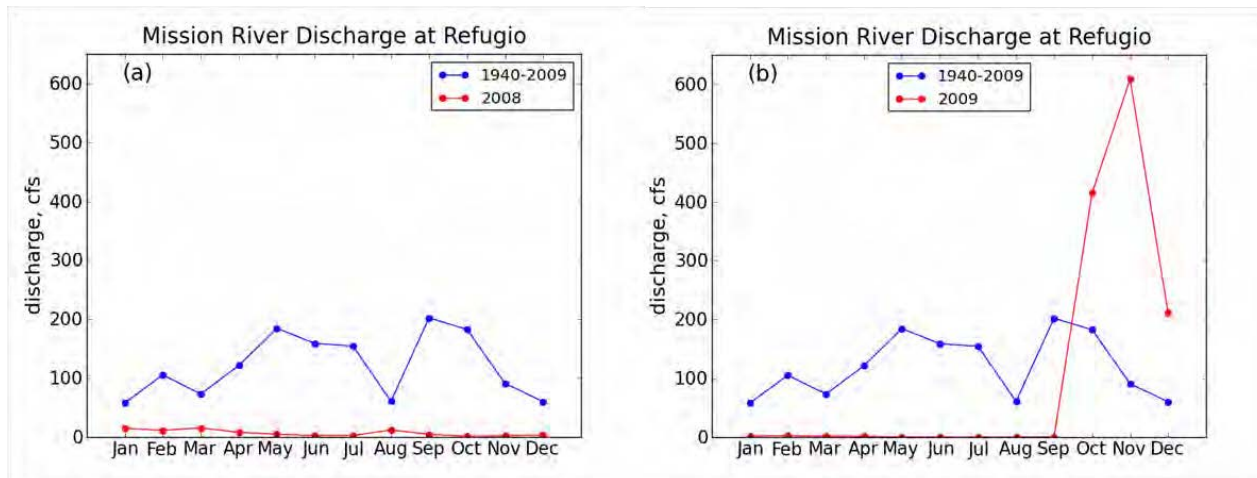 Mission River Discharge at Refugio
(a)
1940-2009
2008
600
500
400
300
200
100
0
discharge, cfs
Jan Feb Mar Apr May Jun Jul Aug Sep Oct Nov Dec
Mission River Discharge at Refugio
(b)
1940-2009
2009
600
500
400
300
200
100
0
discharge, cfs
Jan Feb Mar Apr May Jun Jul Aug Sep Oct Nov Dec